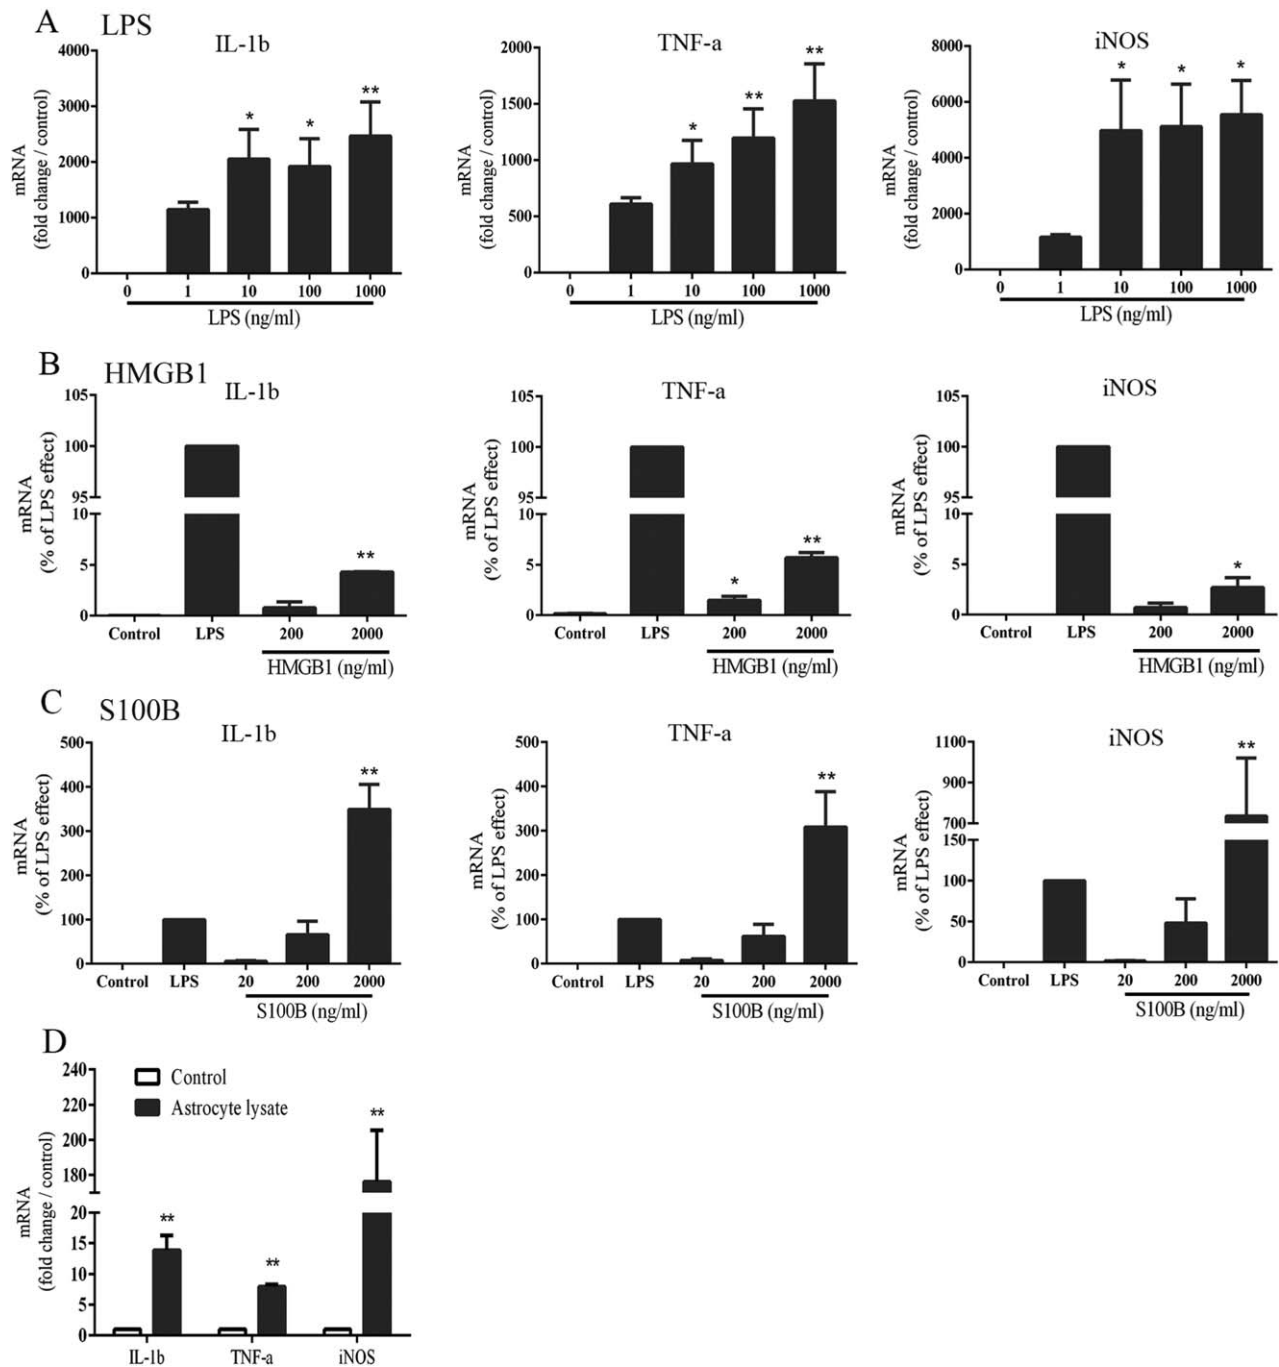 A LPS
IL-1b
mRNA
(fold change / control)
4000
3000
2000
1000
0
*
*
**
0 1 10 100 1000
LPS (ng/ml)
TNF-a
mRNA
(fold change / control)
2000
1500
1000
500
0
*
**
**
0 1 10 100 1000
LPS (ng/ml)
iNOS
mRNA
(fold change / control)
8000
6000
4000
2000
0
*
*
*
0 1 10 100 1000
LPS (ng/ml)
B HMGB1
IL-1b
mRNA
(% of LPS effect)
105
100
95
10
5
0
**
Control LPS 200 2000
HMGB1 (ng/ml)
TNF-a
mRNA
(% of LPS effect)
105
100
95
10
5
0
*
**
Control LPS 200 2000
HMGB1 (ng/ml)
iNOS
mRNA
(% of LPS effect)
105
100
95
10
5
0
*
Control LPS 200 2000
HMGB1 (ng/ml)
C S100B
IL-1b
mRNA
(% of LPS effect)
500
400
300
200
100
0
**
Control LPS 20 200 2000
S100B (ng/ml)
TNF-a
mRNA
(% of LPS effect)
500
400
300
200
100
0
**
Control LPS 20 200 2000
S100B (ng/ml)
iNOS
mRNA
(% of LPS effect)
1100
900
700
150
100
50
0
**
Control LPS 20 200 2000
S100B (ng/ml)
D
mRNA
(fold change / control)
240
220
200
180
20
15
10
5
0
Control
Astrocyte lysate
**
**
**
IL-1b TNF-a iNOS